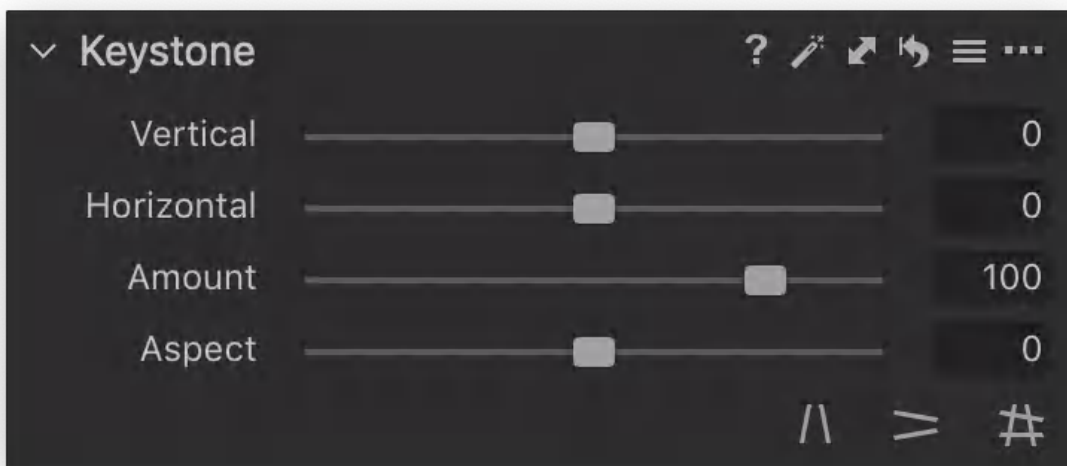 Keystone ?
Vertical 0
Horizontal 0
Amount 100
Aspect 0